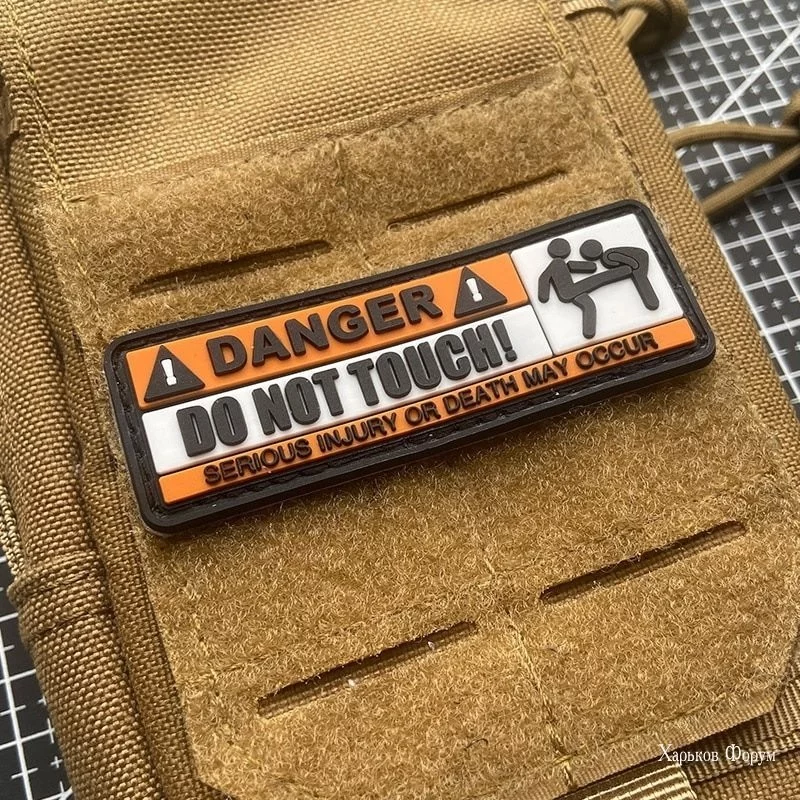 DANGER
DO NOT TOUCH!
SERIOUS INJURY OR DEATH MAY OCCUR
Харьков Форум